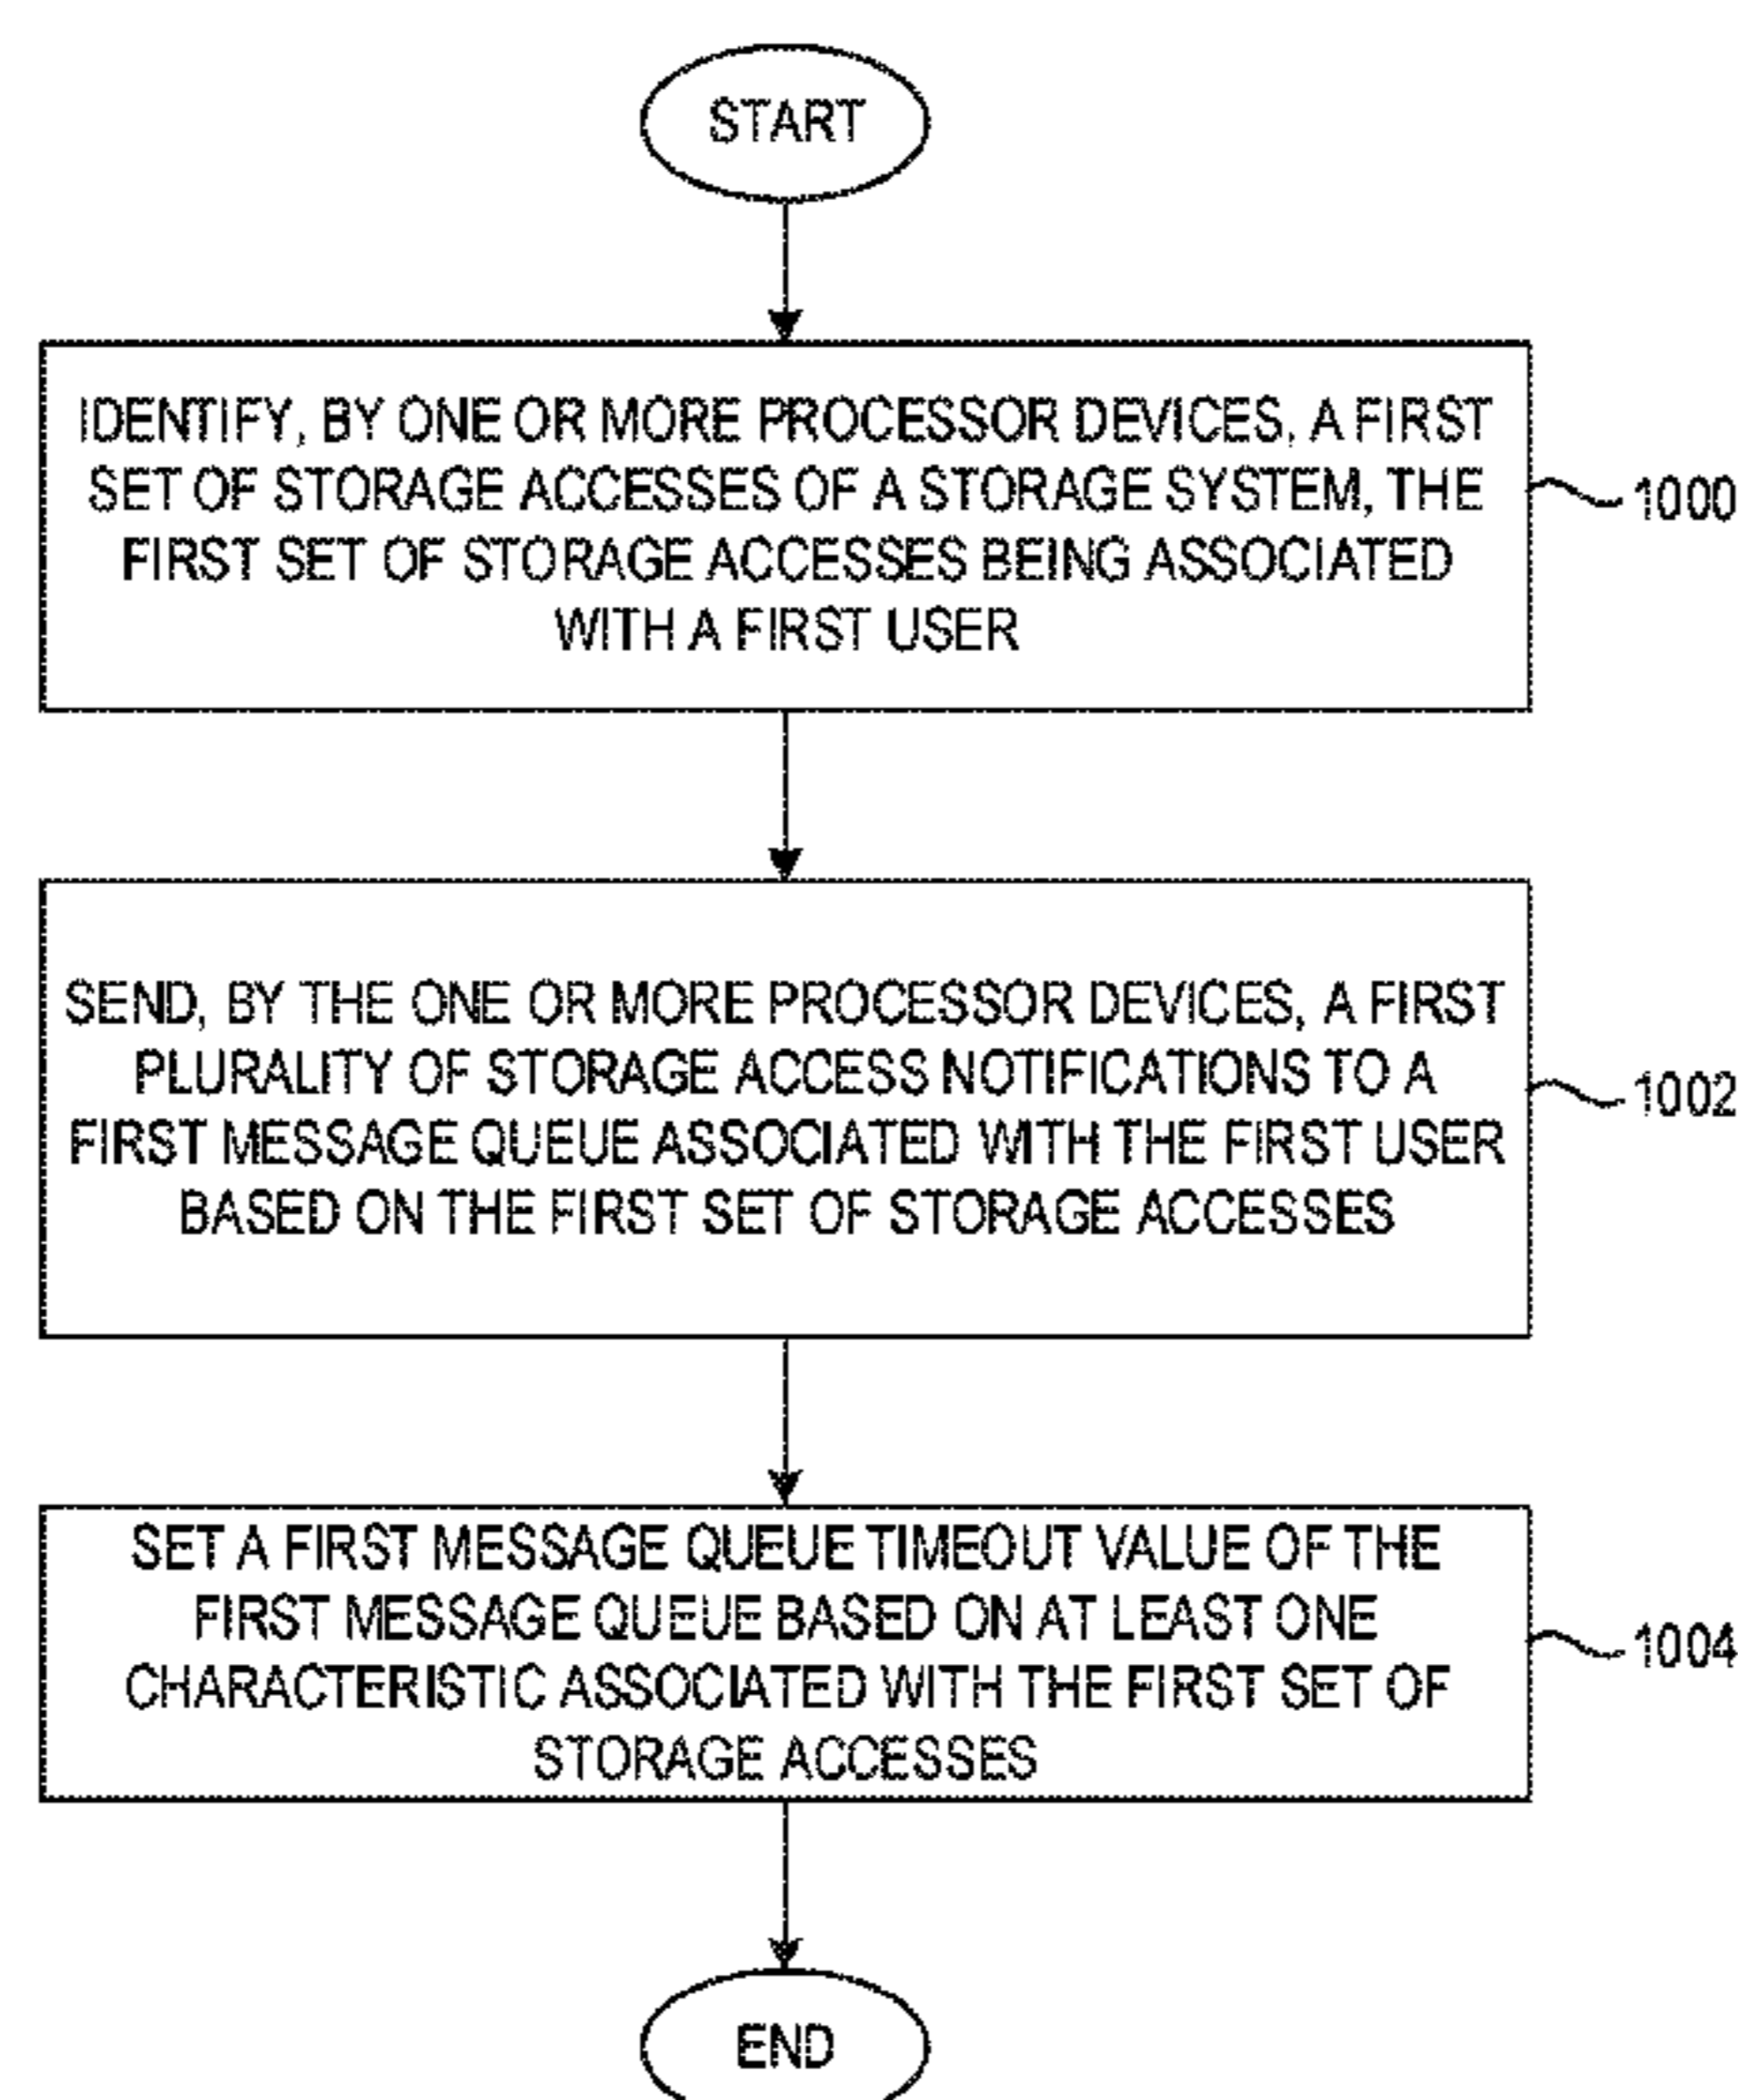 START
IDENTIFY, BY ONE OR MORE PROCESSOR DEVICES, A FIRST
SET OF STORAGE ACCESSES OF A STORAGE SYSTEM, THE
FIRST SET OF STORAGE ACCESSES BEING ASSOCIATED
WITH A FIRST USER
1000
SEND, BY THE ONE OR MORE PROCESSOR DEVICES, A FIRST
PLURALITY OF STORAGE ACCESS NOTIFICATIONS TO A
FIRST MESSAGE QUEUE ASSOCIATED WITH THE FIRST USER
BASED ON THE FIRST SET OF STORAGE ACCESSES
1002
SET A FIRST MESSAGE QUEUE TIMEOUT VALUE OF THE
FIRST MESSAGE QUEUE BASED ON AT LEAST ONE
CHARACTERISTIC ASSOCIATED WITH THE FIRST SET OF
STORAGE ACCESSES
1004
END